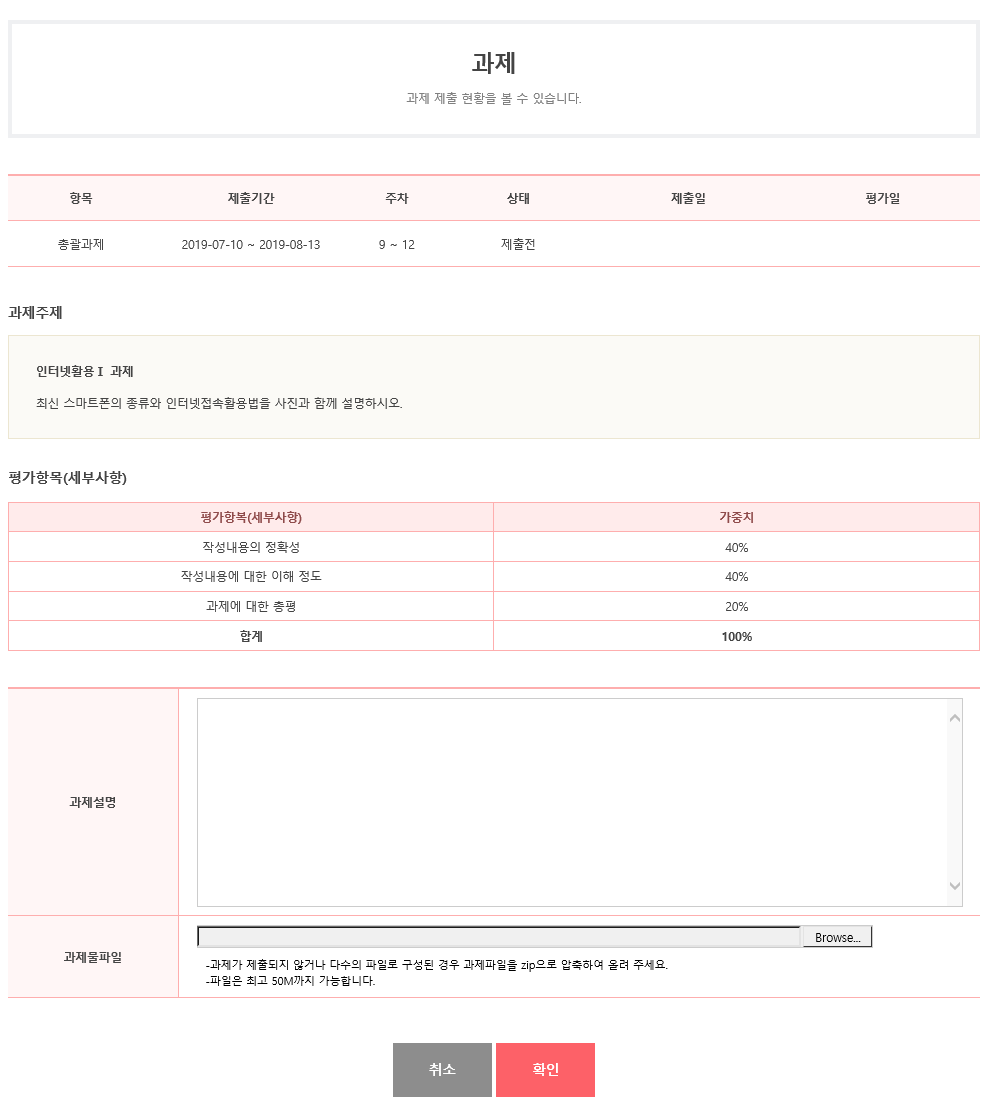 과제
과제 제출 현황을 볼 수 있습니다.
항목 제출기간 주차 상태 제출일 평가일
총괄과제 2019-07-10 ~ 2019-08-13 9 ~ 12 제출전
과제주제
인터넷활용 I 과제
최신 스마트폰의 종류와 인터넷접속활용법을 사진과 함께 설명하시오.
평가항목(세부사항)
평가항목(세부사항) 가중치
작성내용의 정확성 40%
작성내용에 대한 이해 정도 40%
과제에 대한 총평 20%
합계 100%
과제설명
과제물파일
Browse...
-과제가 제출되지 않거나 다수의 파일로 구성된 경우 과제파일을 zip으로 압축하여 올려 주세요.
-파일은 최고 50M까지 가능합니다.
취소 확인